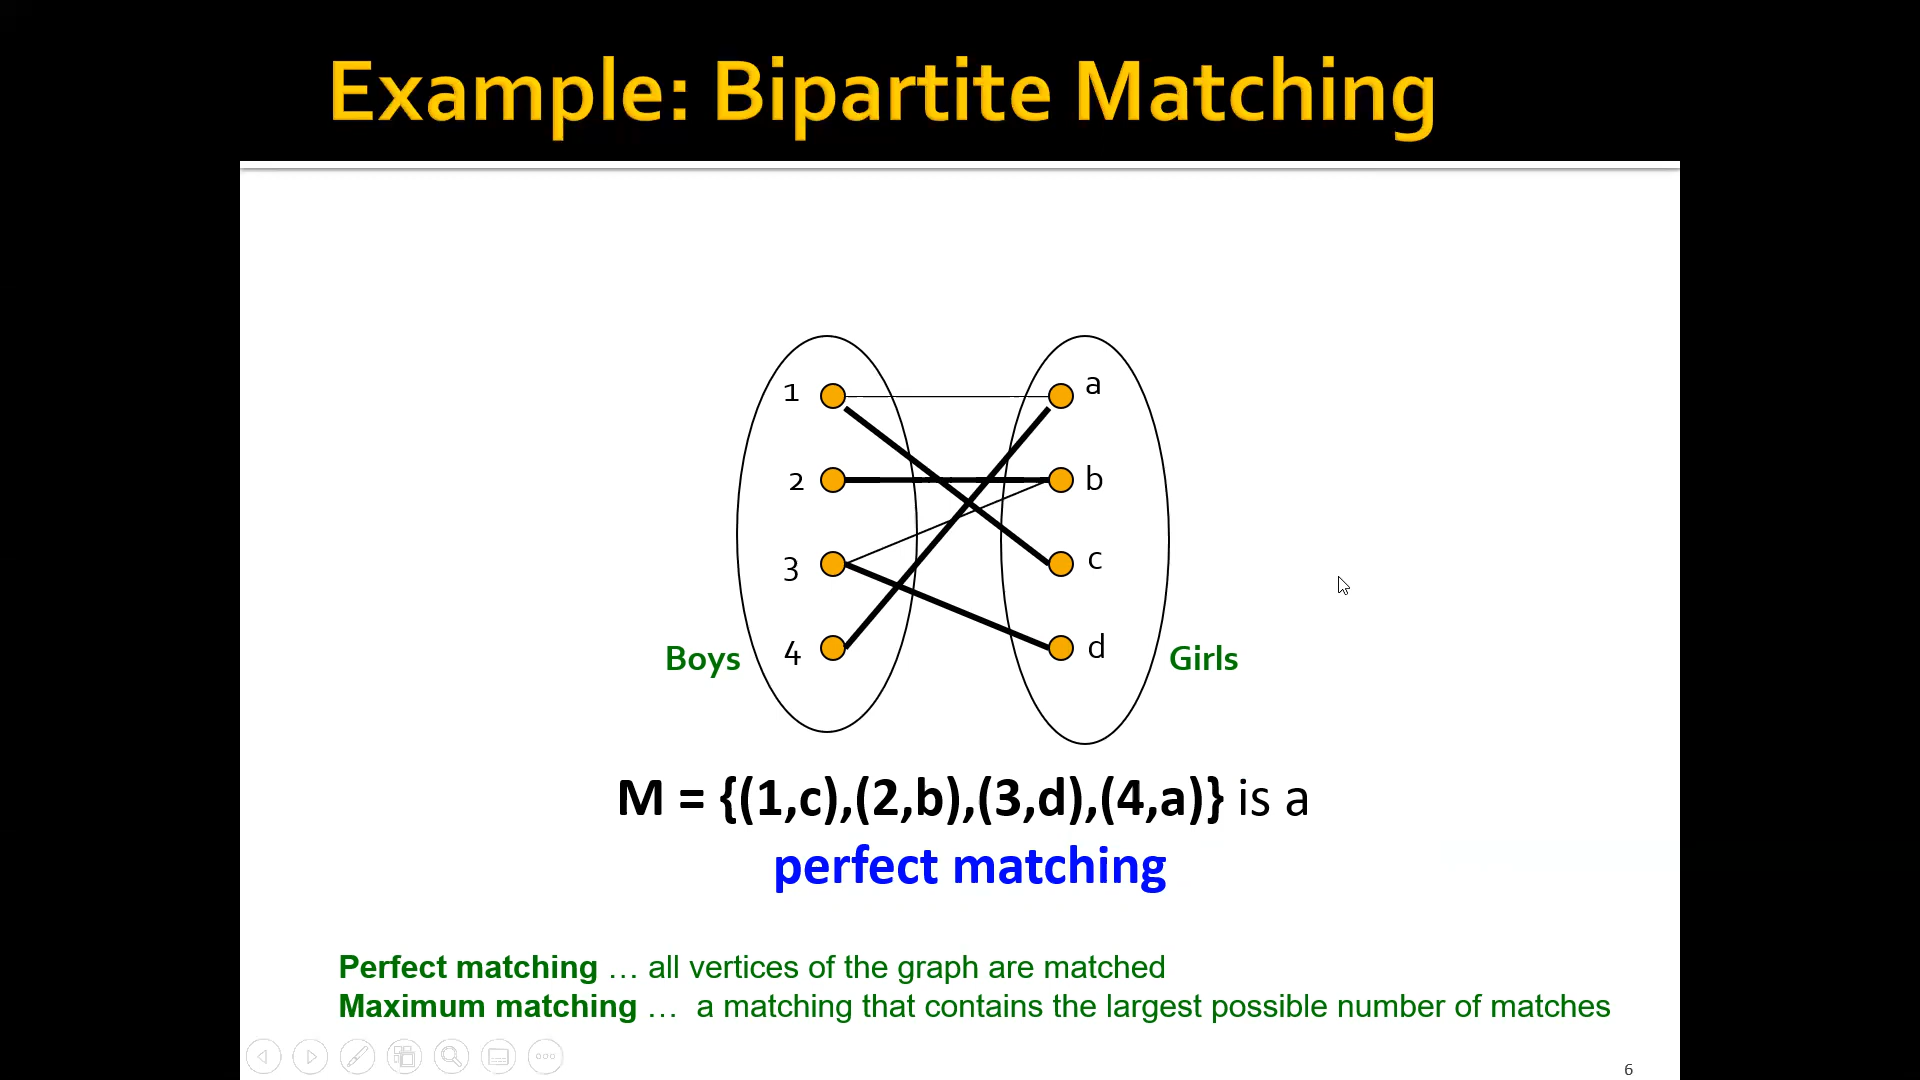 Example: Bipartite Matching
1
a
2
b
3
c
4
d
Boys
Girls
M = {(1,c),(2,b),(3,d),(4,a)} is a
perfect matching
Perfect matching … all vertices of the graph are matched
Maximum matching … a matching that contains the largest possible number of matches
6